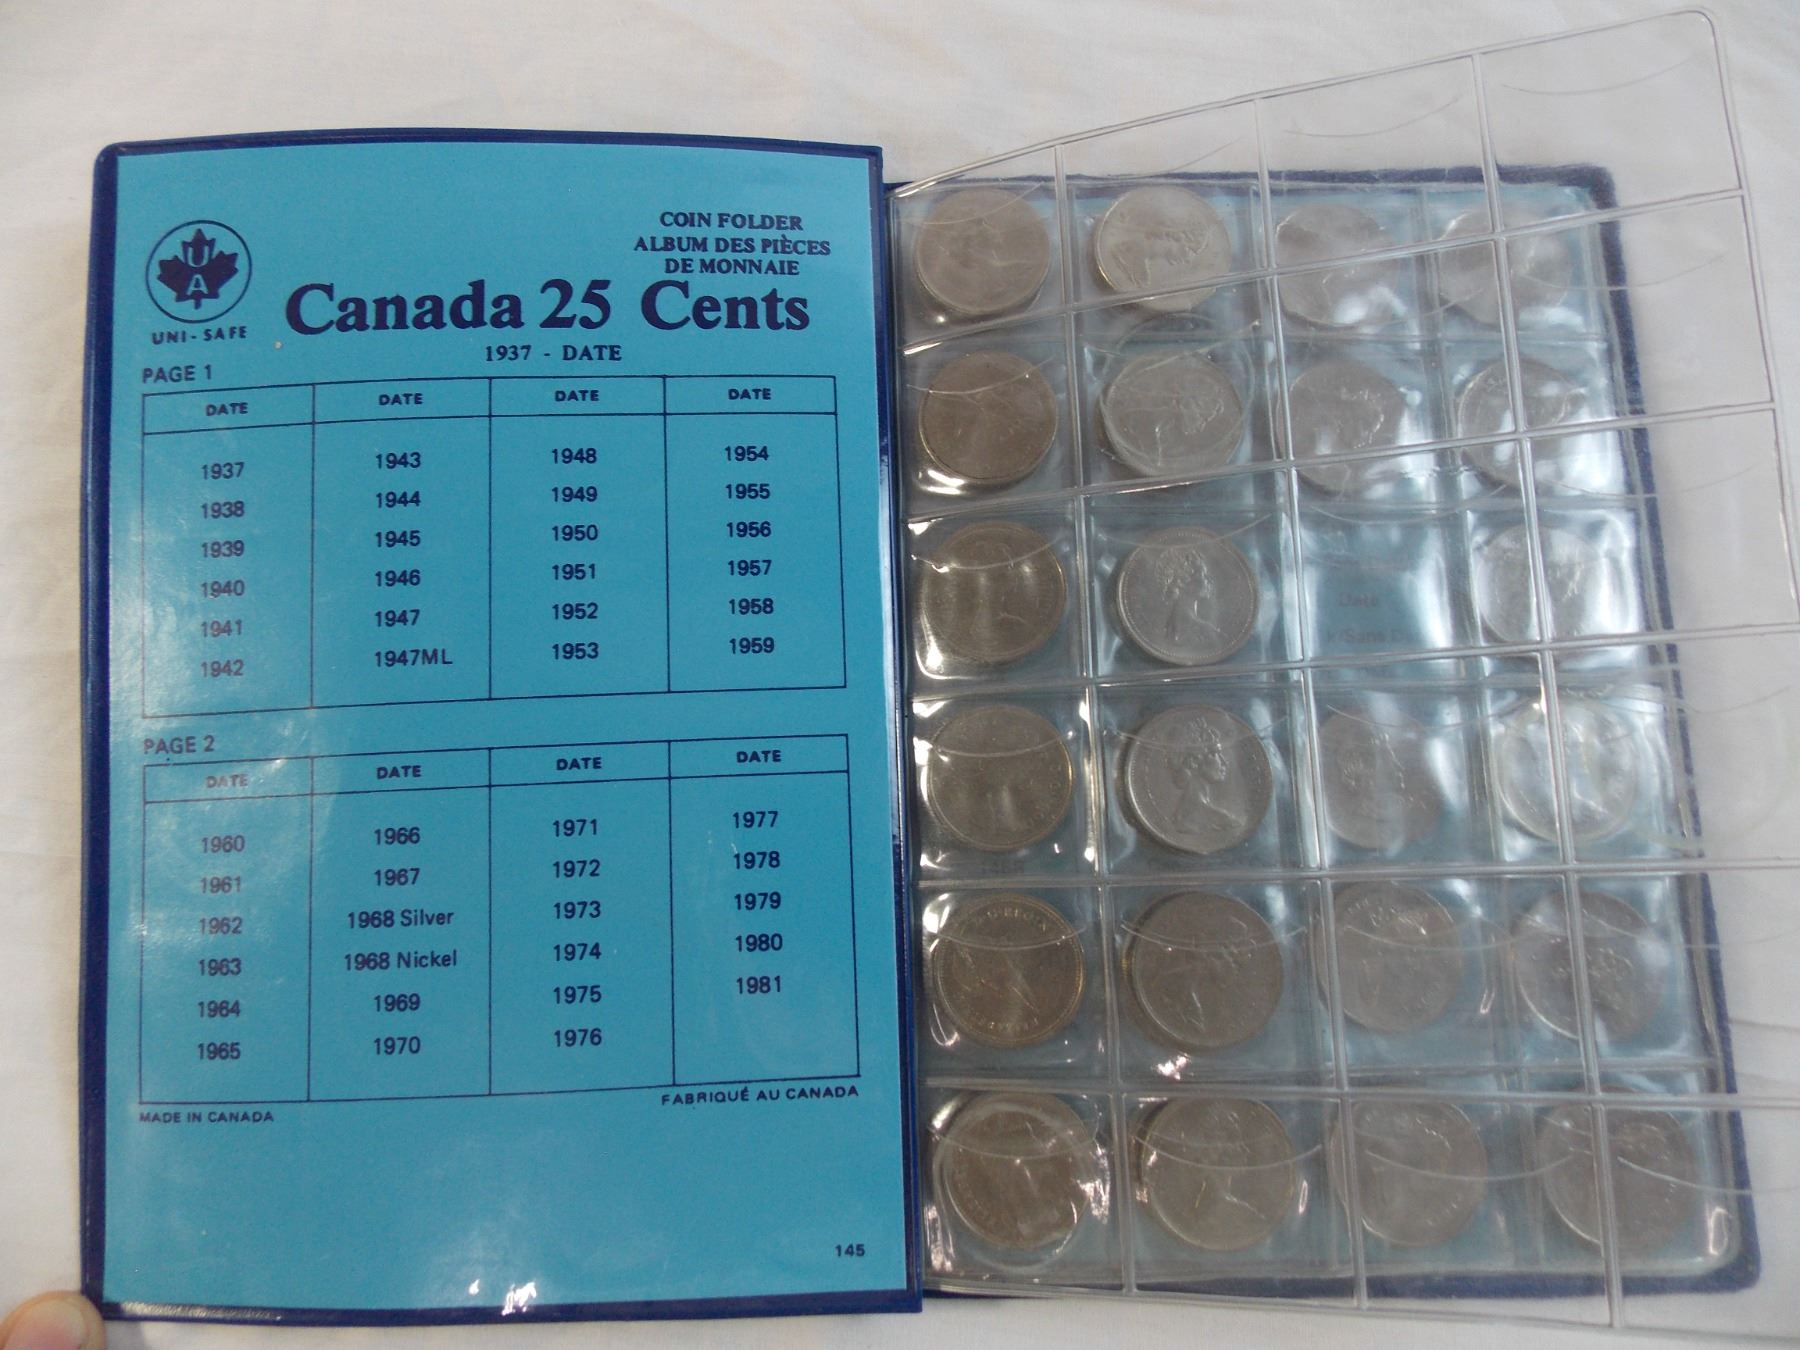 U
A
UNI-SAFE
COIN FOLDER
ALBUM DES PIÈCES
DE MONNAIE
Canada 25 Cents
1937 - DATE
PAGE 1
DATE DATE DATE DATE
1937 1943 1948 1954
1938 1944 1949 1955
1939 1945 1950 1956
1940 1946 1951 1957
1941 1947 1952 1958
1942 1947ML 1953 1959
PAGE 2
DATE DATE DATE DATE
1960 1966 1971 1977
1961 1967 1972 1978
1962 1968 Silver 1973 1979
1963 1968 Nickel 1974 1980
1964 1969 1975 1981
1965 1970 1976
MADE IN CANADA
FABRIQUÉ AU CANADA
145
Date
k/Sans